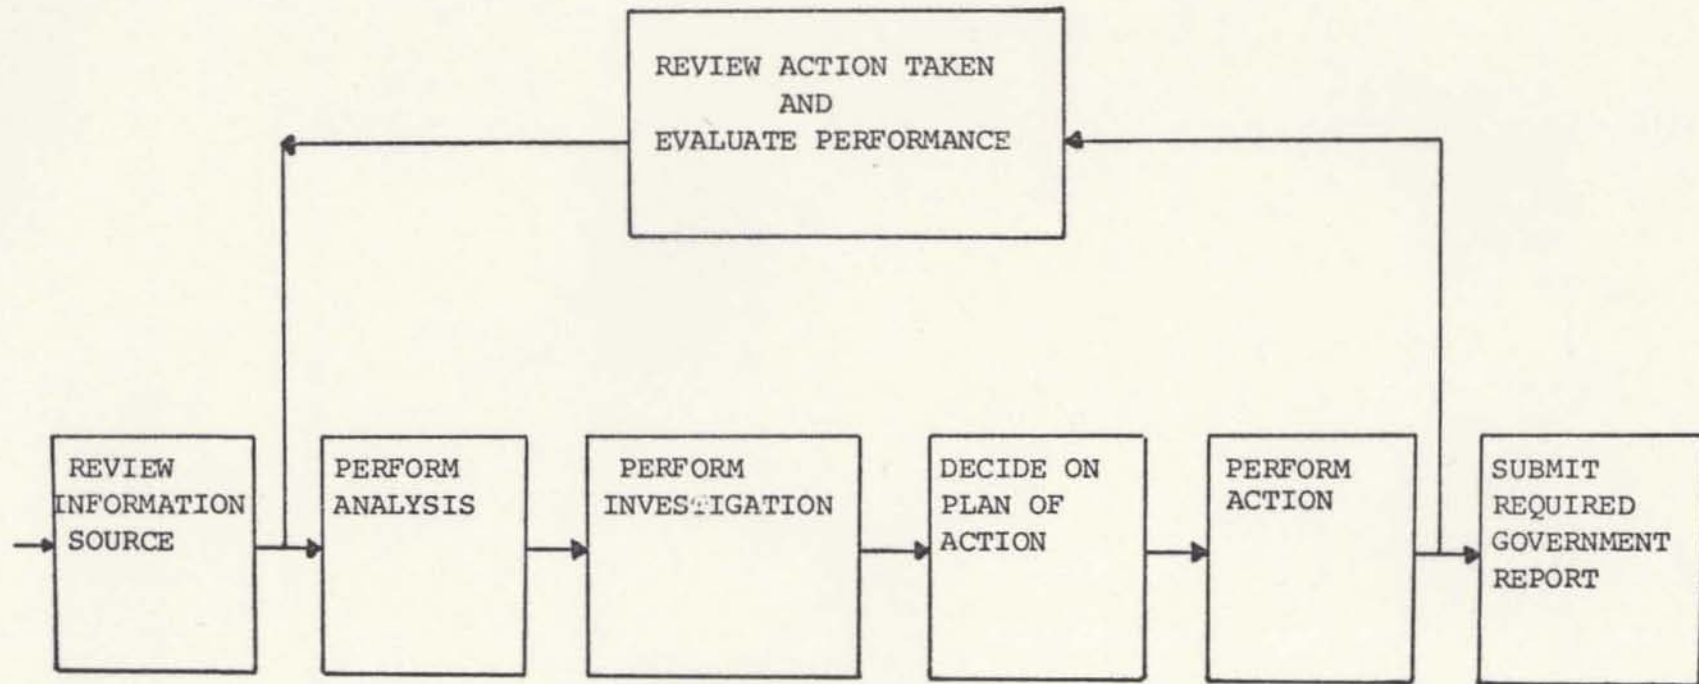 REVIEW ACTION TAKEN
AND
EVALUATE PERFORMANCE
REVIEW
INFORMATION
SOURCE
PERFORM
ANALYSIS
PERFORM
INVESTIGATION
DECIDE ON
PLAN OF
ACTION
PERFORM
ACTION
SUBMIT
REQUIRED
GOVERNMENT
REPORT